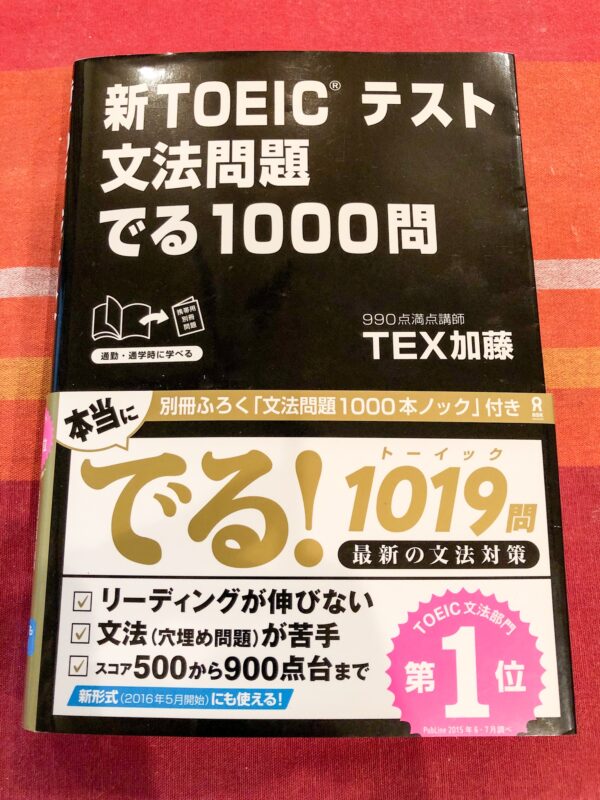 新TOEIC® テスト
文法問題
でる1000問
携帯用
別冊
問題
通勤・通学時に学べる
990点満点講師
TEX加藤
別冊ふろく「文法問題1000本ノック」付き
本当に
でる!
トーイック
1019問
最新の文法対策
リーディングが伸びない
文法(穴埋め問題)が苦手
スコア500から900点台まで
新形式(2016年5月開始)にも使える!
TOEIC文法部門
第1位
PubLine 2015年6-7月調べ